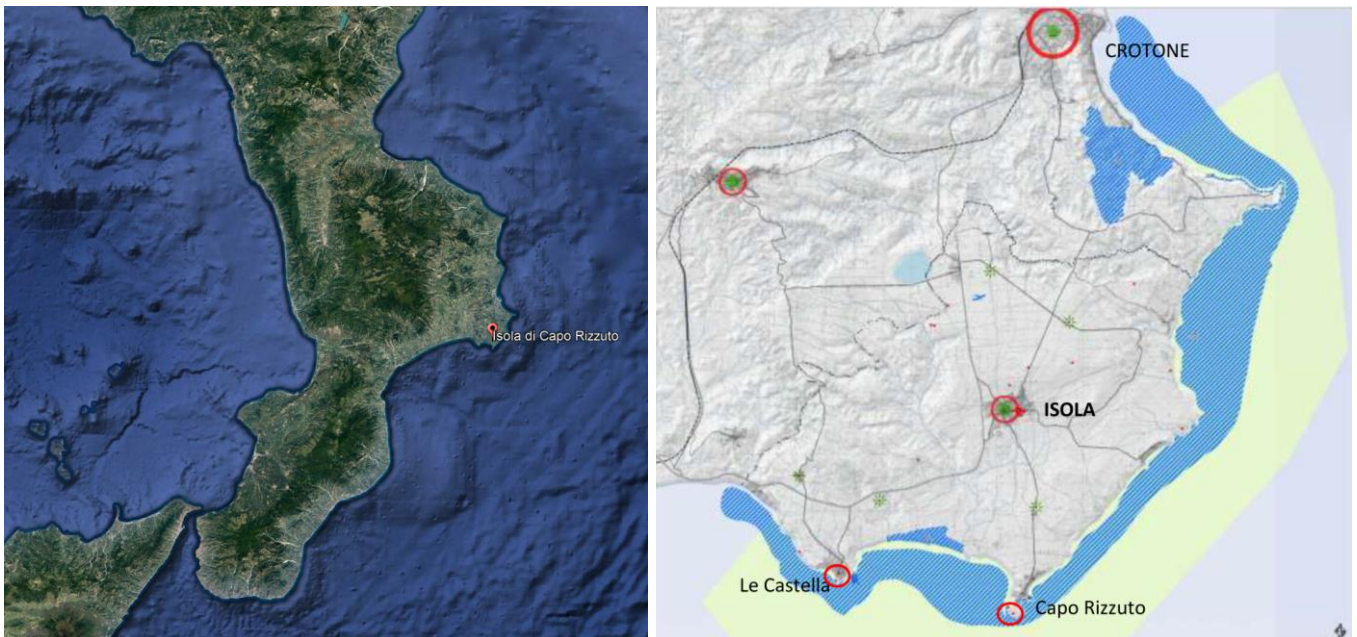 Isola di Capo Rizzuto
CROTONE
ISOLA
Le Castella
Capo Rizzuto